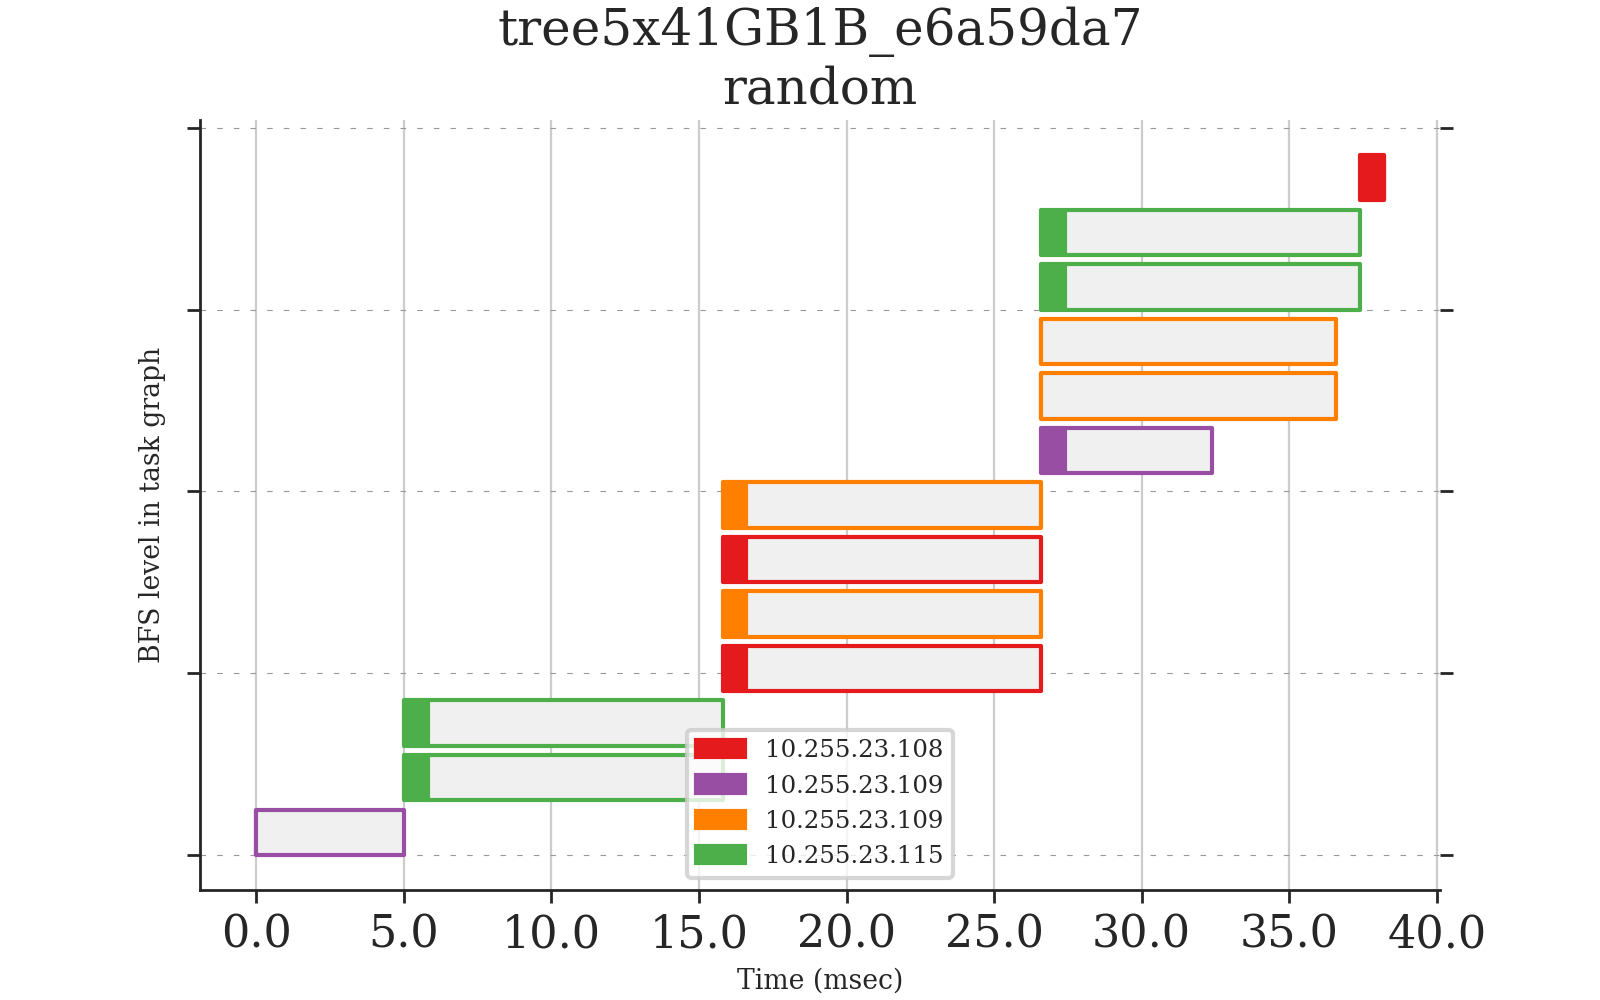 tree5x41GB1B_e6a59da7
random
BFS level in task graph
10.255.23.108
10.255.23.109
10.255.23.109
10.255.23.115
0.0 5.0 10.0 15.0 20.0 25.0 30.0 35.0 40.0
Time (msec)